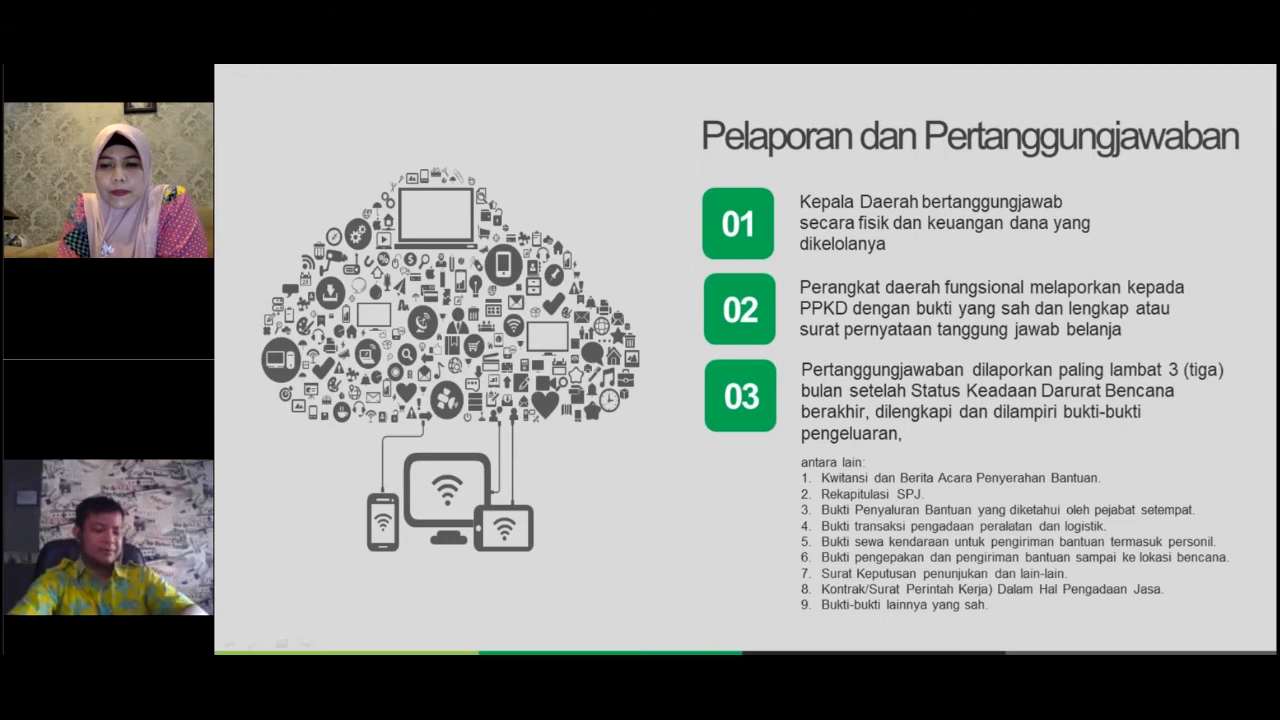 Pelaporan dan Pertanggungjawaban
01
Kepala Daerah bertanggungjawab
secara fisik dan keuangan dana yang
dikelolanya
02
Perangkat daerah fungsional melaporkan kepada
PPKD dengan bukti yang sah dan lengkap atau
surat pernyataan tanggung jawab belanja
03
Pertanggungjawaban dilaporkan paling lambat 3 (tiga)
bulan setelah Status Keadaan Darurat Bencana
berakhir, dilengkapi dan dilampiri bukti-bukti
pengeluaran,
antara lain:
1. Kwitansi dan Berita Acara Penyerahan Bantuan.
2. Rekapitulasi SPJ.
3. Bukti Penyaluran Bantuan yang diketahui oleh pejabat setempat.
4. Bukti transaksi pengadaan peralatan dan logistik.
5. Bukti sewa kendaraan untuk pengiriman bantuan termasuk personil.
6. Bukti pengepakan dan pengiriman bantuan sampai ke lokasi bencana.
7. Surat Keputusan penunjukan dan lain-lain.
8. Kontrak/Surat Perintah Kerja) Dalam Hal Pengadaan Jasa.
9. Bukti-bukti lainnya yang sah.